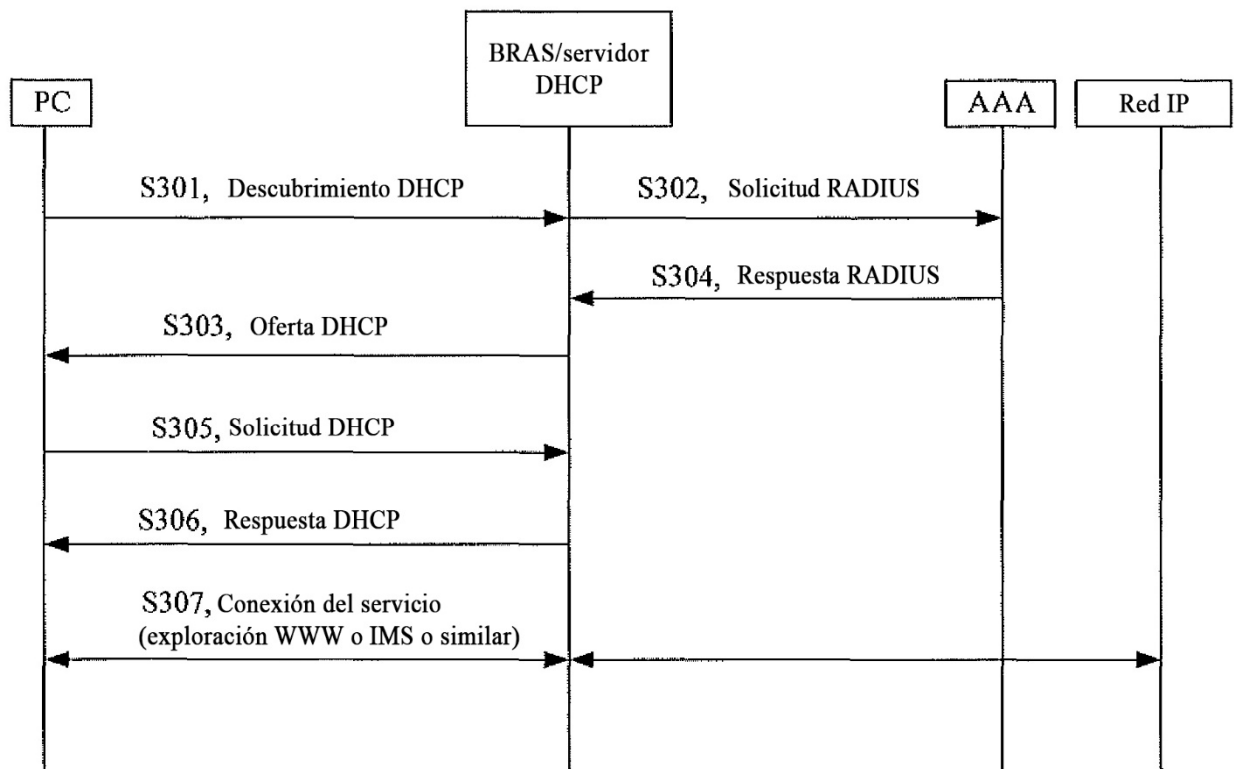 BRAS/servidor
DHCP
PC
AAA
Red IP
S301, Descubrimiento DHCP
S302, Solicitud RADIUS
S304, Respuesta RADIUS
S303, Oferta DHCP
S305, Solicitud DHCP
S306, Respuesta DHCP
S307, Conexión del servicio
(exploración WWW o IMS o similar)